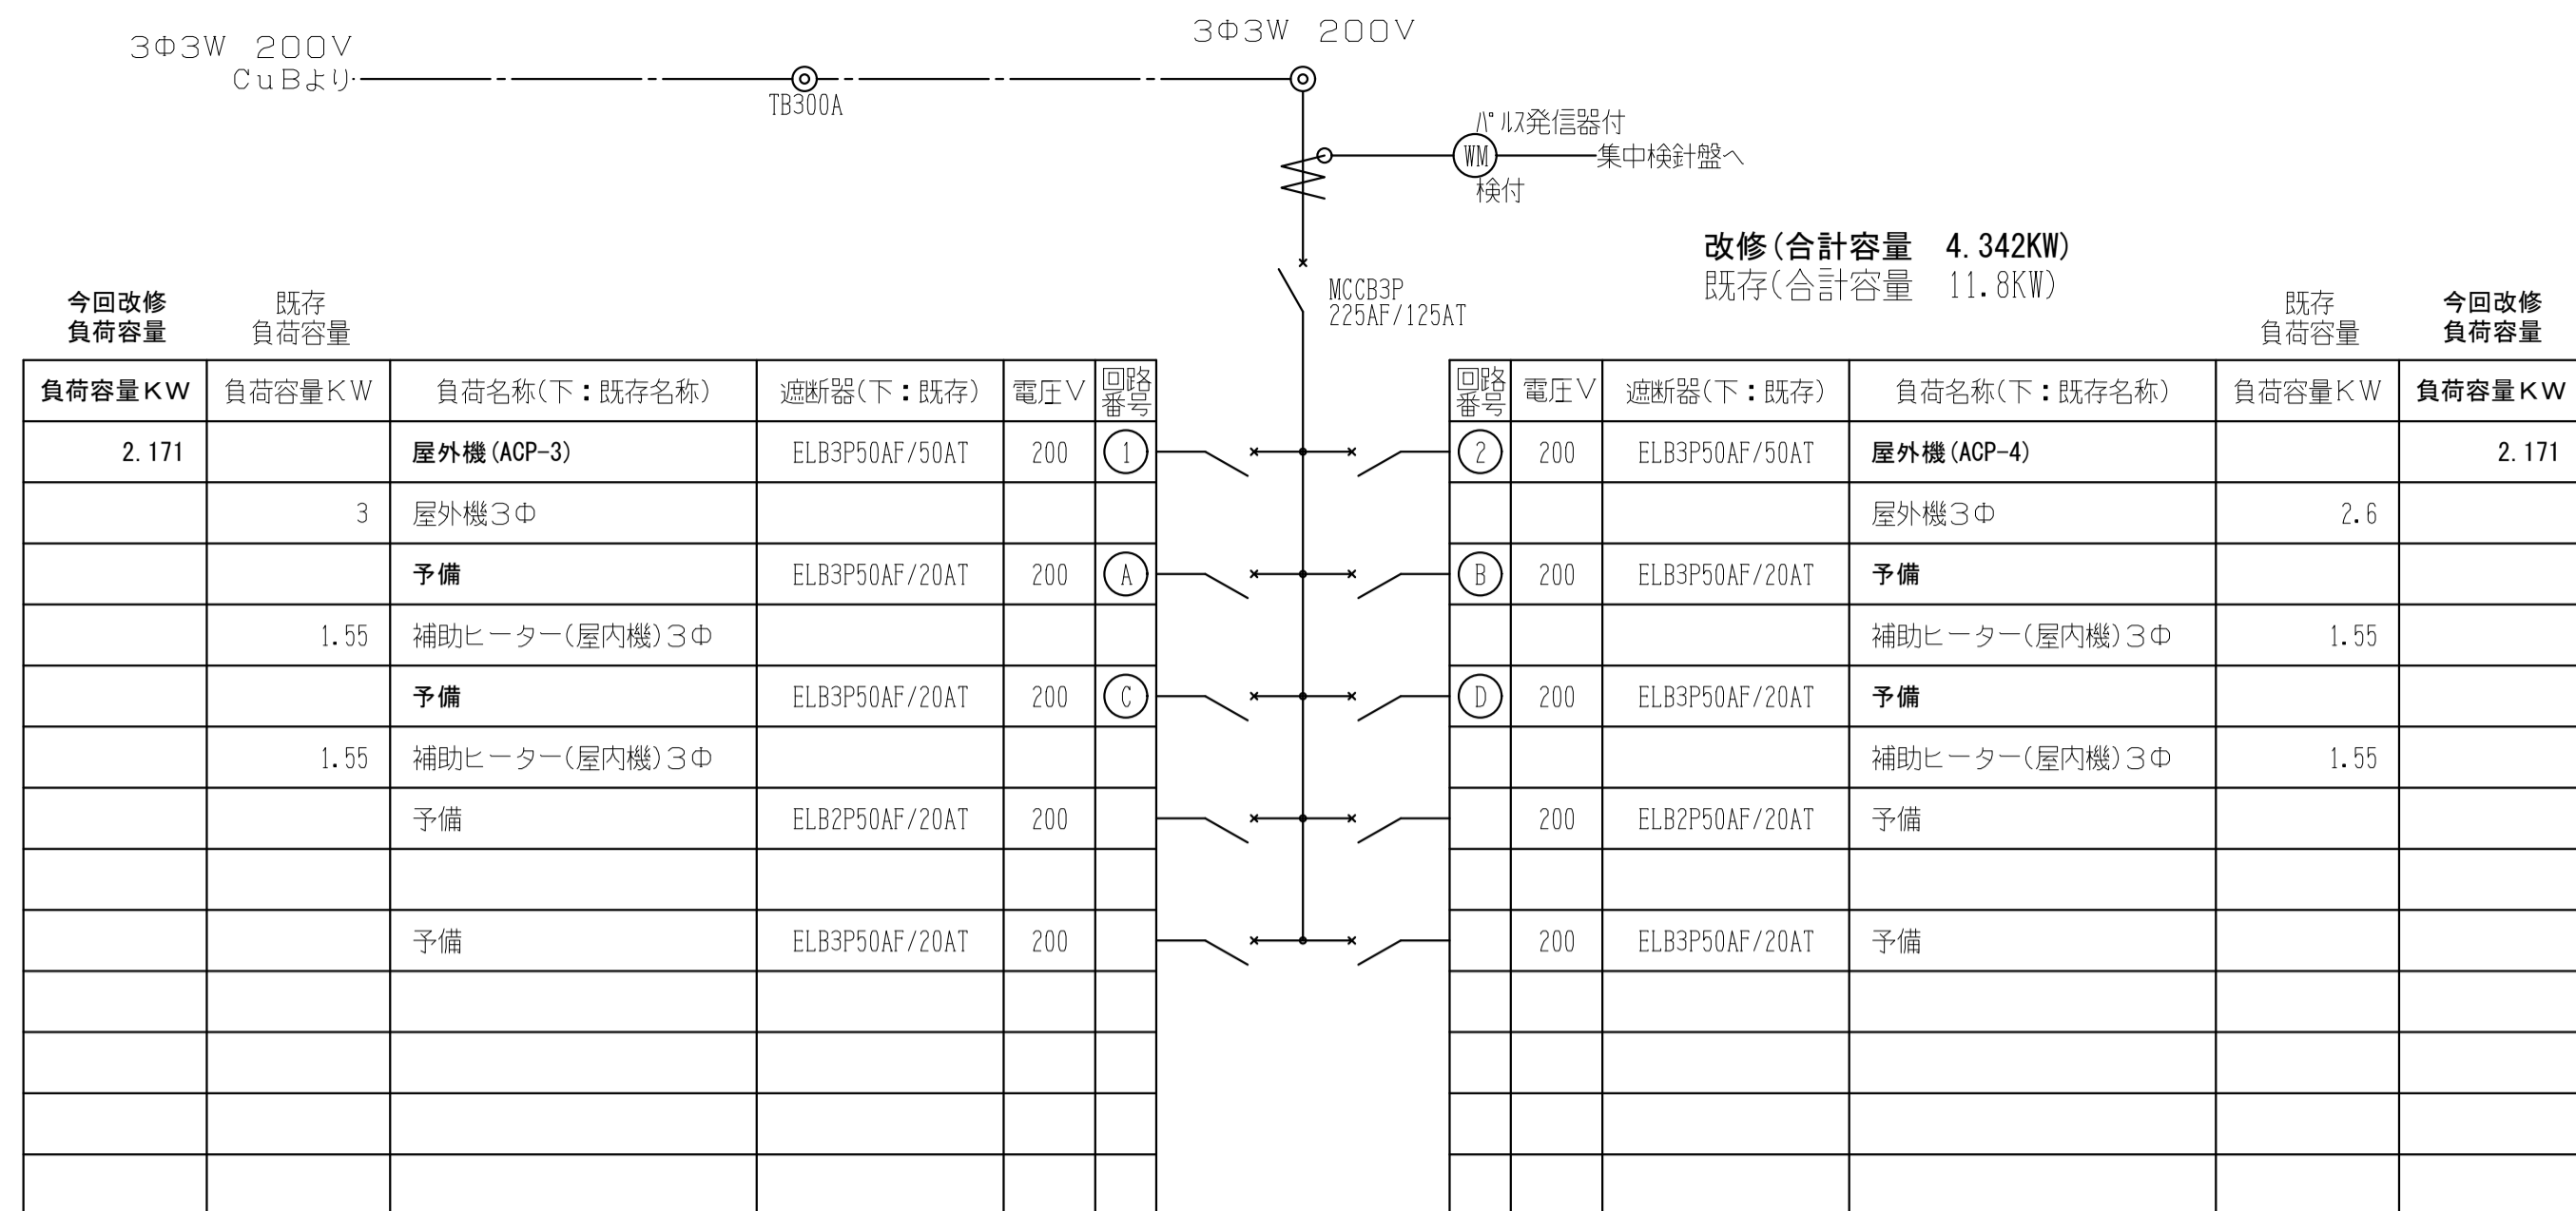 3Φ3W 200V
CuBより
TB300A
3Φ3W 200V
ﾊﾟﾙｽ発信器付
WM
集中検針盤へ
検付
MCCB3P
225AF/125AT
改修(合計容量 4.342KW)
既存(合計容量 11.8KW)
今回改修
負荷容量
既存
負荷容量
既存
負荷容量
今回改修
負荷容量
負荷容量KW 負荷容量KW 負荷名称(下：既存名称) 遮断器(下：既存) 電圧V 回路番号
2.171 屋外機(ACP-3) ELB3P50AF/50AT 200 1
3 屋外機3Φ
予備 ELB3P50AF/20AT 200 A
1.55 補助ヒーター(屋内機)3Φ
予備 ELB3P50AF/20AT 200 C
1.55 補助ヒーター(屋内機)3Φ
予備 ELB2P50AF/20AT 200
予備 ELB3P50AF/20AT 200
回路番号 電圧V 遮断器(下：既存) 負荷名称(下：既存名称) 負荷容量KW 負荷容量KW
2 200 ELB3P50AF/50AT 屋外機(ACP-4) 2.171
屋外機3Φ 2.6
B 200 ELB3P50AF/20AT 予備
補助ヒーター(屋内機)3Φ 1.55
D 200 ELB3P50AF/20AT 予備
補助ヒーター(屋内機)3Φ 1.55
200 ELB2P50AF/20AT 予備
200 ELB3P50AF/20AT 予備